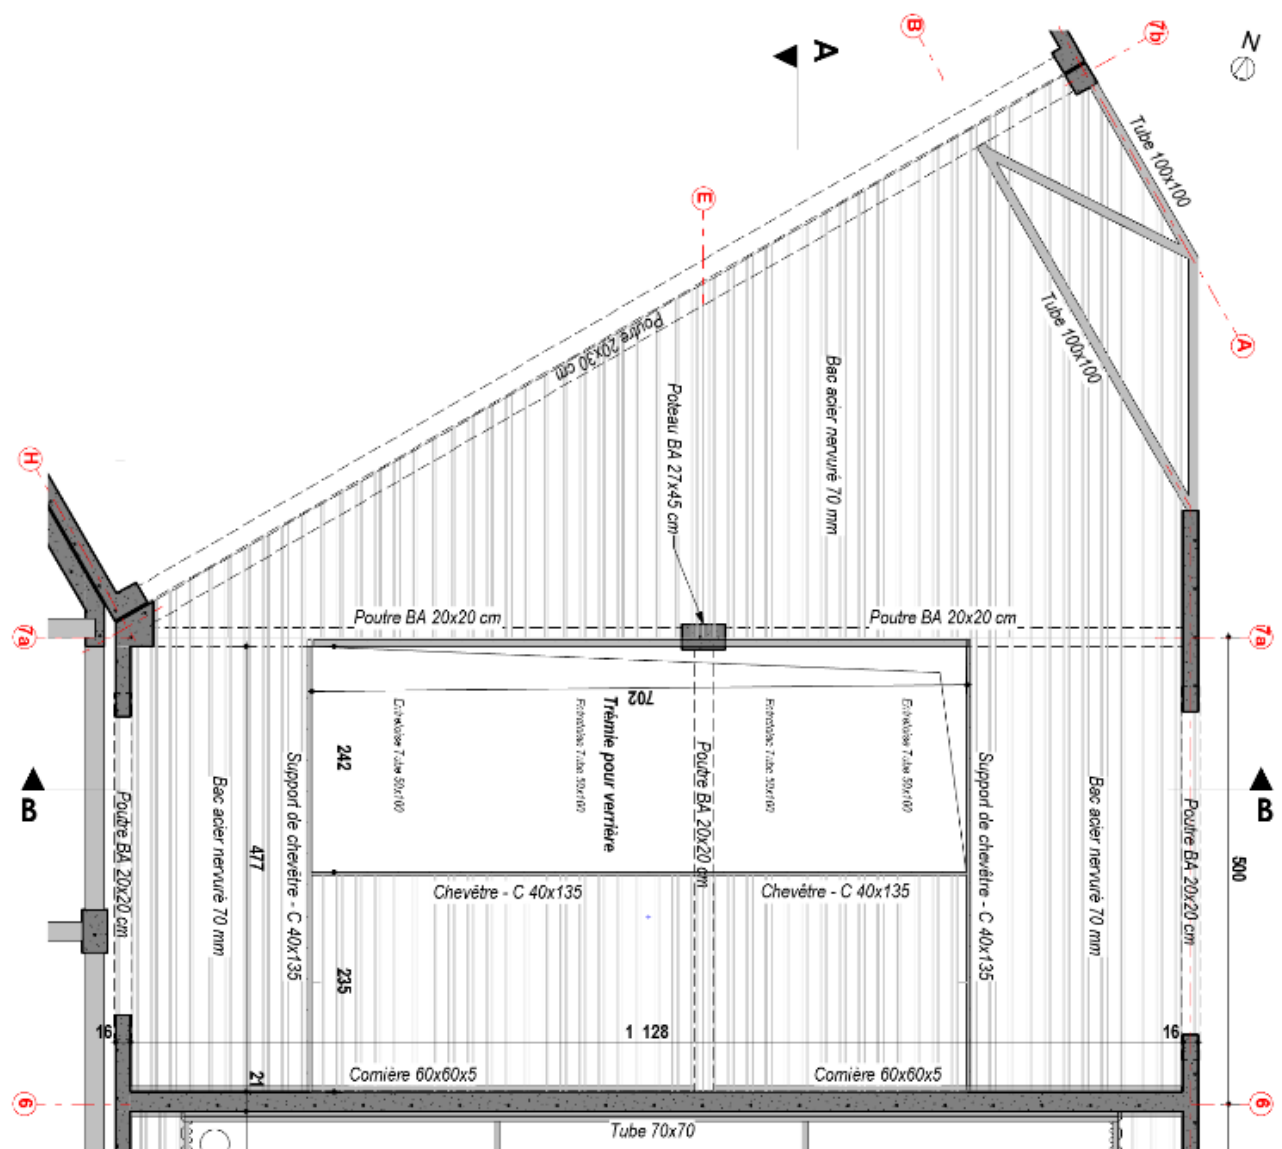 N
B
7b
A
Tube 100x100
E
A
Tube 100x100
Poutre 20x30 cm
Bac acier nervuré 70 mm
Poteau BA 27x45 cm
H
Poutre BA 20x20 cm
Poutre BA 20x20 cm
7a
7a
702
Entretoise Tube 50x100
Entretoise Tube 50x100
Trémie pour verrière
Entretoise Tube 50x100
Entretoise Tube 50x100
242
Poutre BA 20x20 cm
Support de chevêtre - C 40x135
Support de chevêtre - C 40x135
Bac acier nervuré 70 mm
Bac acier nervuré 70 mm
B
B
Poutre BA 20x20 cm
Poutre BA 20x20 cm
477
500
Chevêtre - C 40x135
Chevêtre - C 40x135
235
16
1 128
16
21
Cornière 60x60x5
Cornière 60x60x5
6
6
Tube 70x70